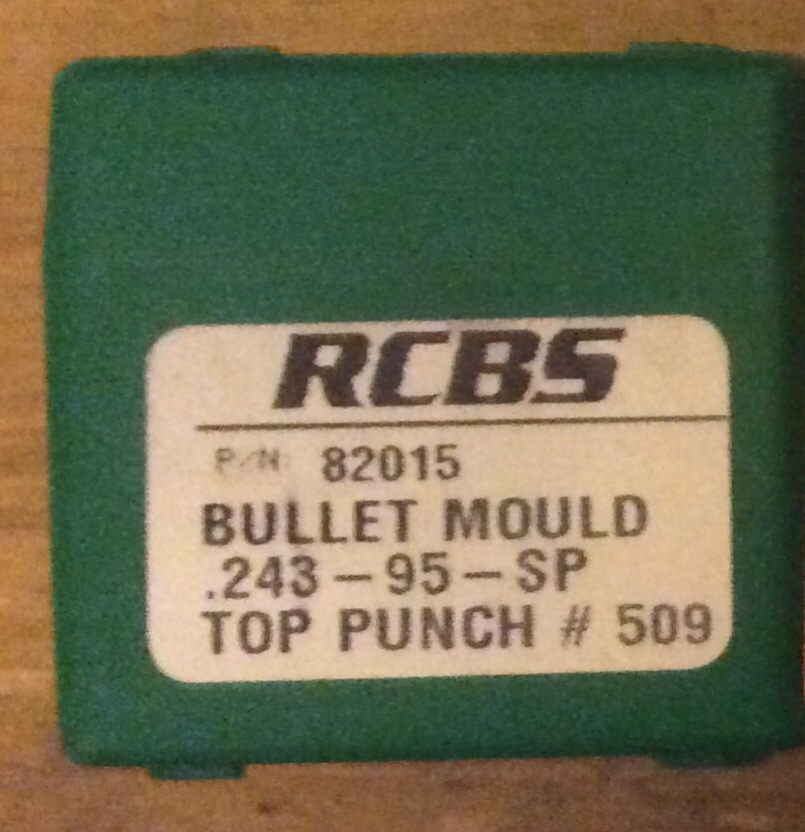 RCBS
P/N 82015
BULLET MOULD
.243-95-SP
TOP PUNCH # 509